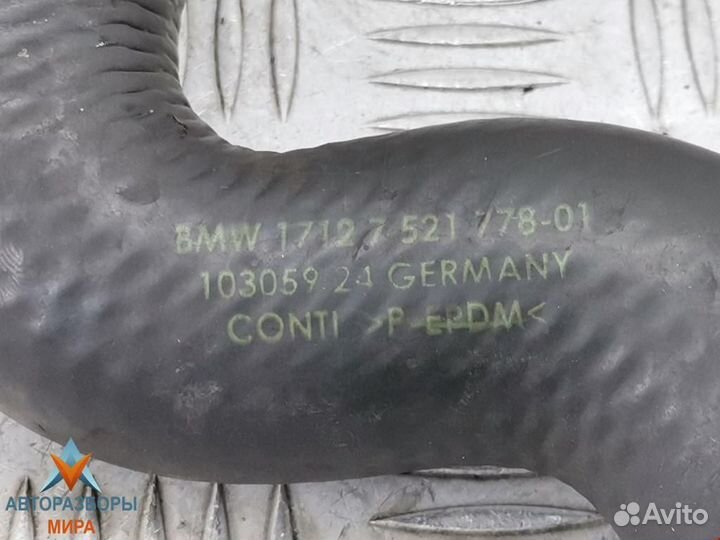 BMW 17127 521 778-01
103059 24 GERMANY
CONTI >P-EPDM<
АВТОРАЗБОРЫ
МИРА
Avito